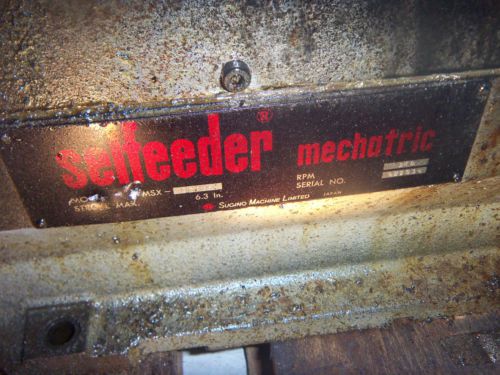 selfeeder ® mechatric
MSX- RPM
STROKE MAX. 6.3 in. SERIAL NO.
SUGINO MACHINE LIMITED JAPAN